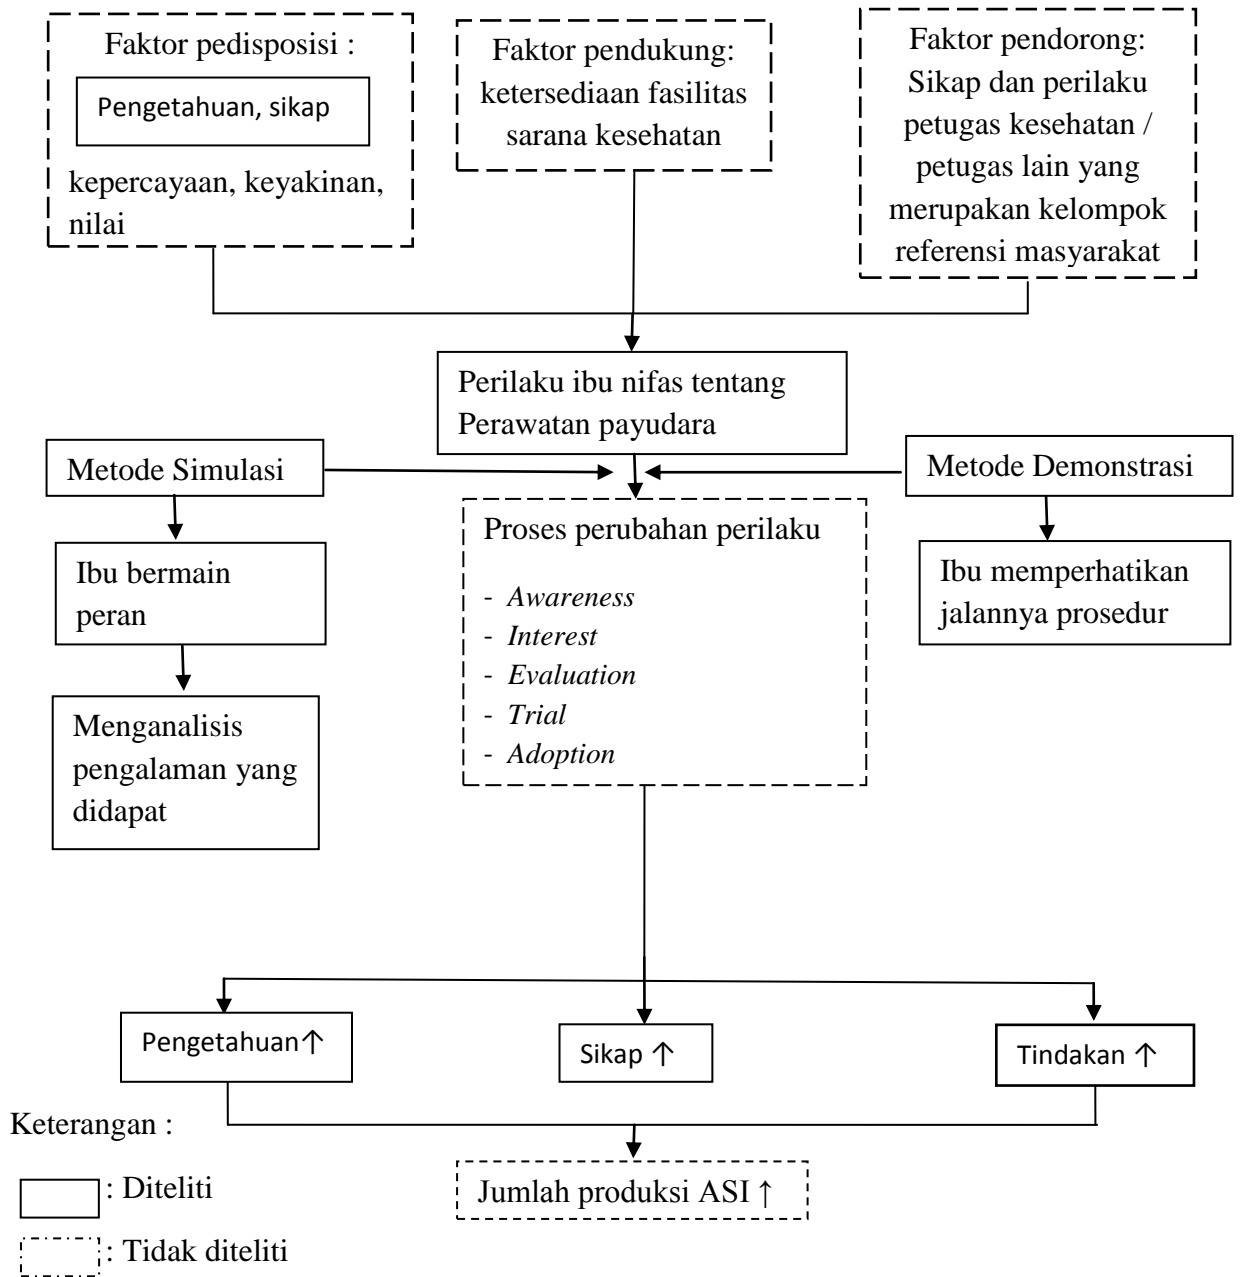 Faktor pedisposisi :
Pengetahuan, sikap
kepercayaan, keyakinan,
nilai
Faktor pendukung:
ketersediaan fasilitas
sarana kesehatan
Faktor pendorong:
Sikap dan perilaku
petugas kesehatan /
petugas lain yang
merupakan kelompok
referensi masyarakat
Perilaku ibu nifas tentang
Perawatan payudara
Metode Simulasi
Metode Demonstrasi
Ibu bermain
peran
Menganalisis
pengalaman yang
didapat
Proses perubahan perilaku
- Awareness
- Interest
- Evaluation
- Trial
- Adoption
Ibu memperhatikan
jalannya prosedur
Pengetahuan↑
Sikap ↑
Tindakan ↑
Jumlah produksi ASI ↑
Keterangan :
: Diteliti
: Tidak diteliti